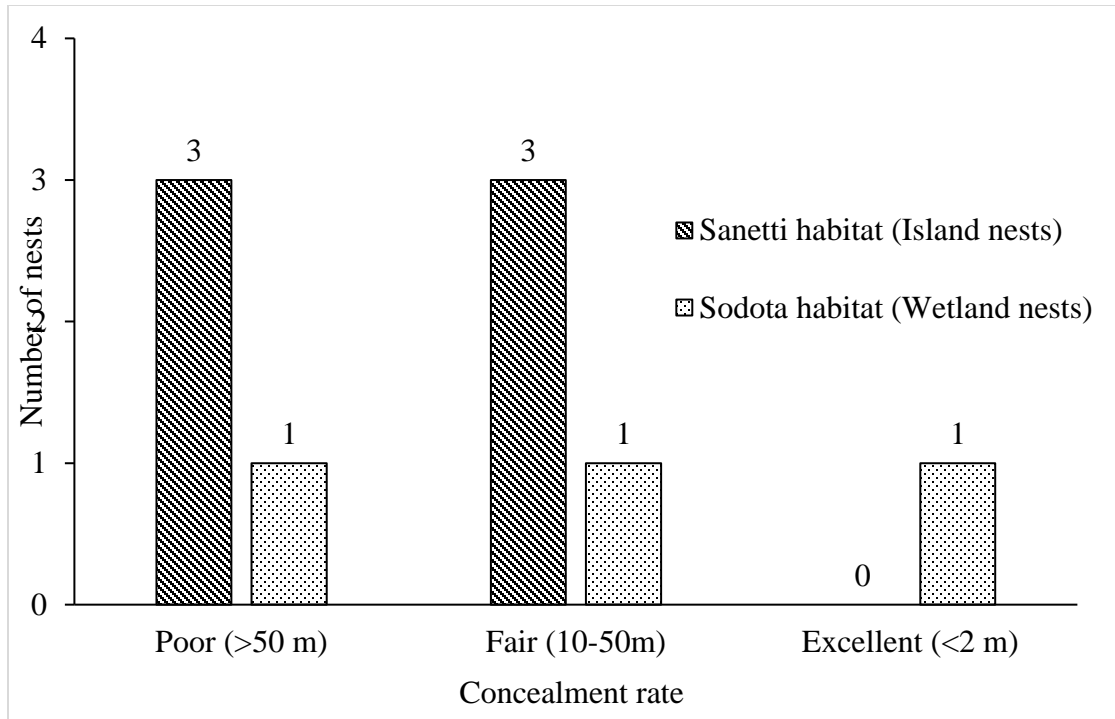 4
3
2
1
0
Number of nests
3
1
3
1
0
1
Sanetti habitat (Island nests)
Sodota habitat (Wetland nests)
Poor (>50 m)
Fair (10-50m)
Excellent (<2 m)
Concealment rate